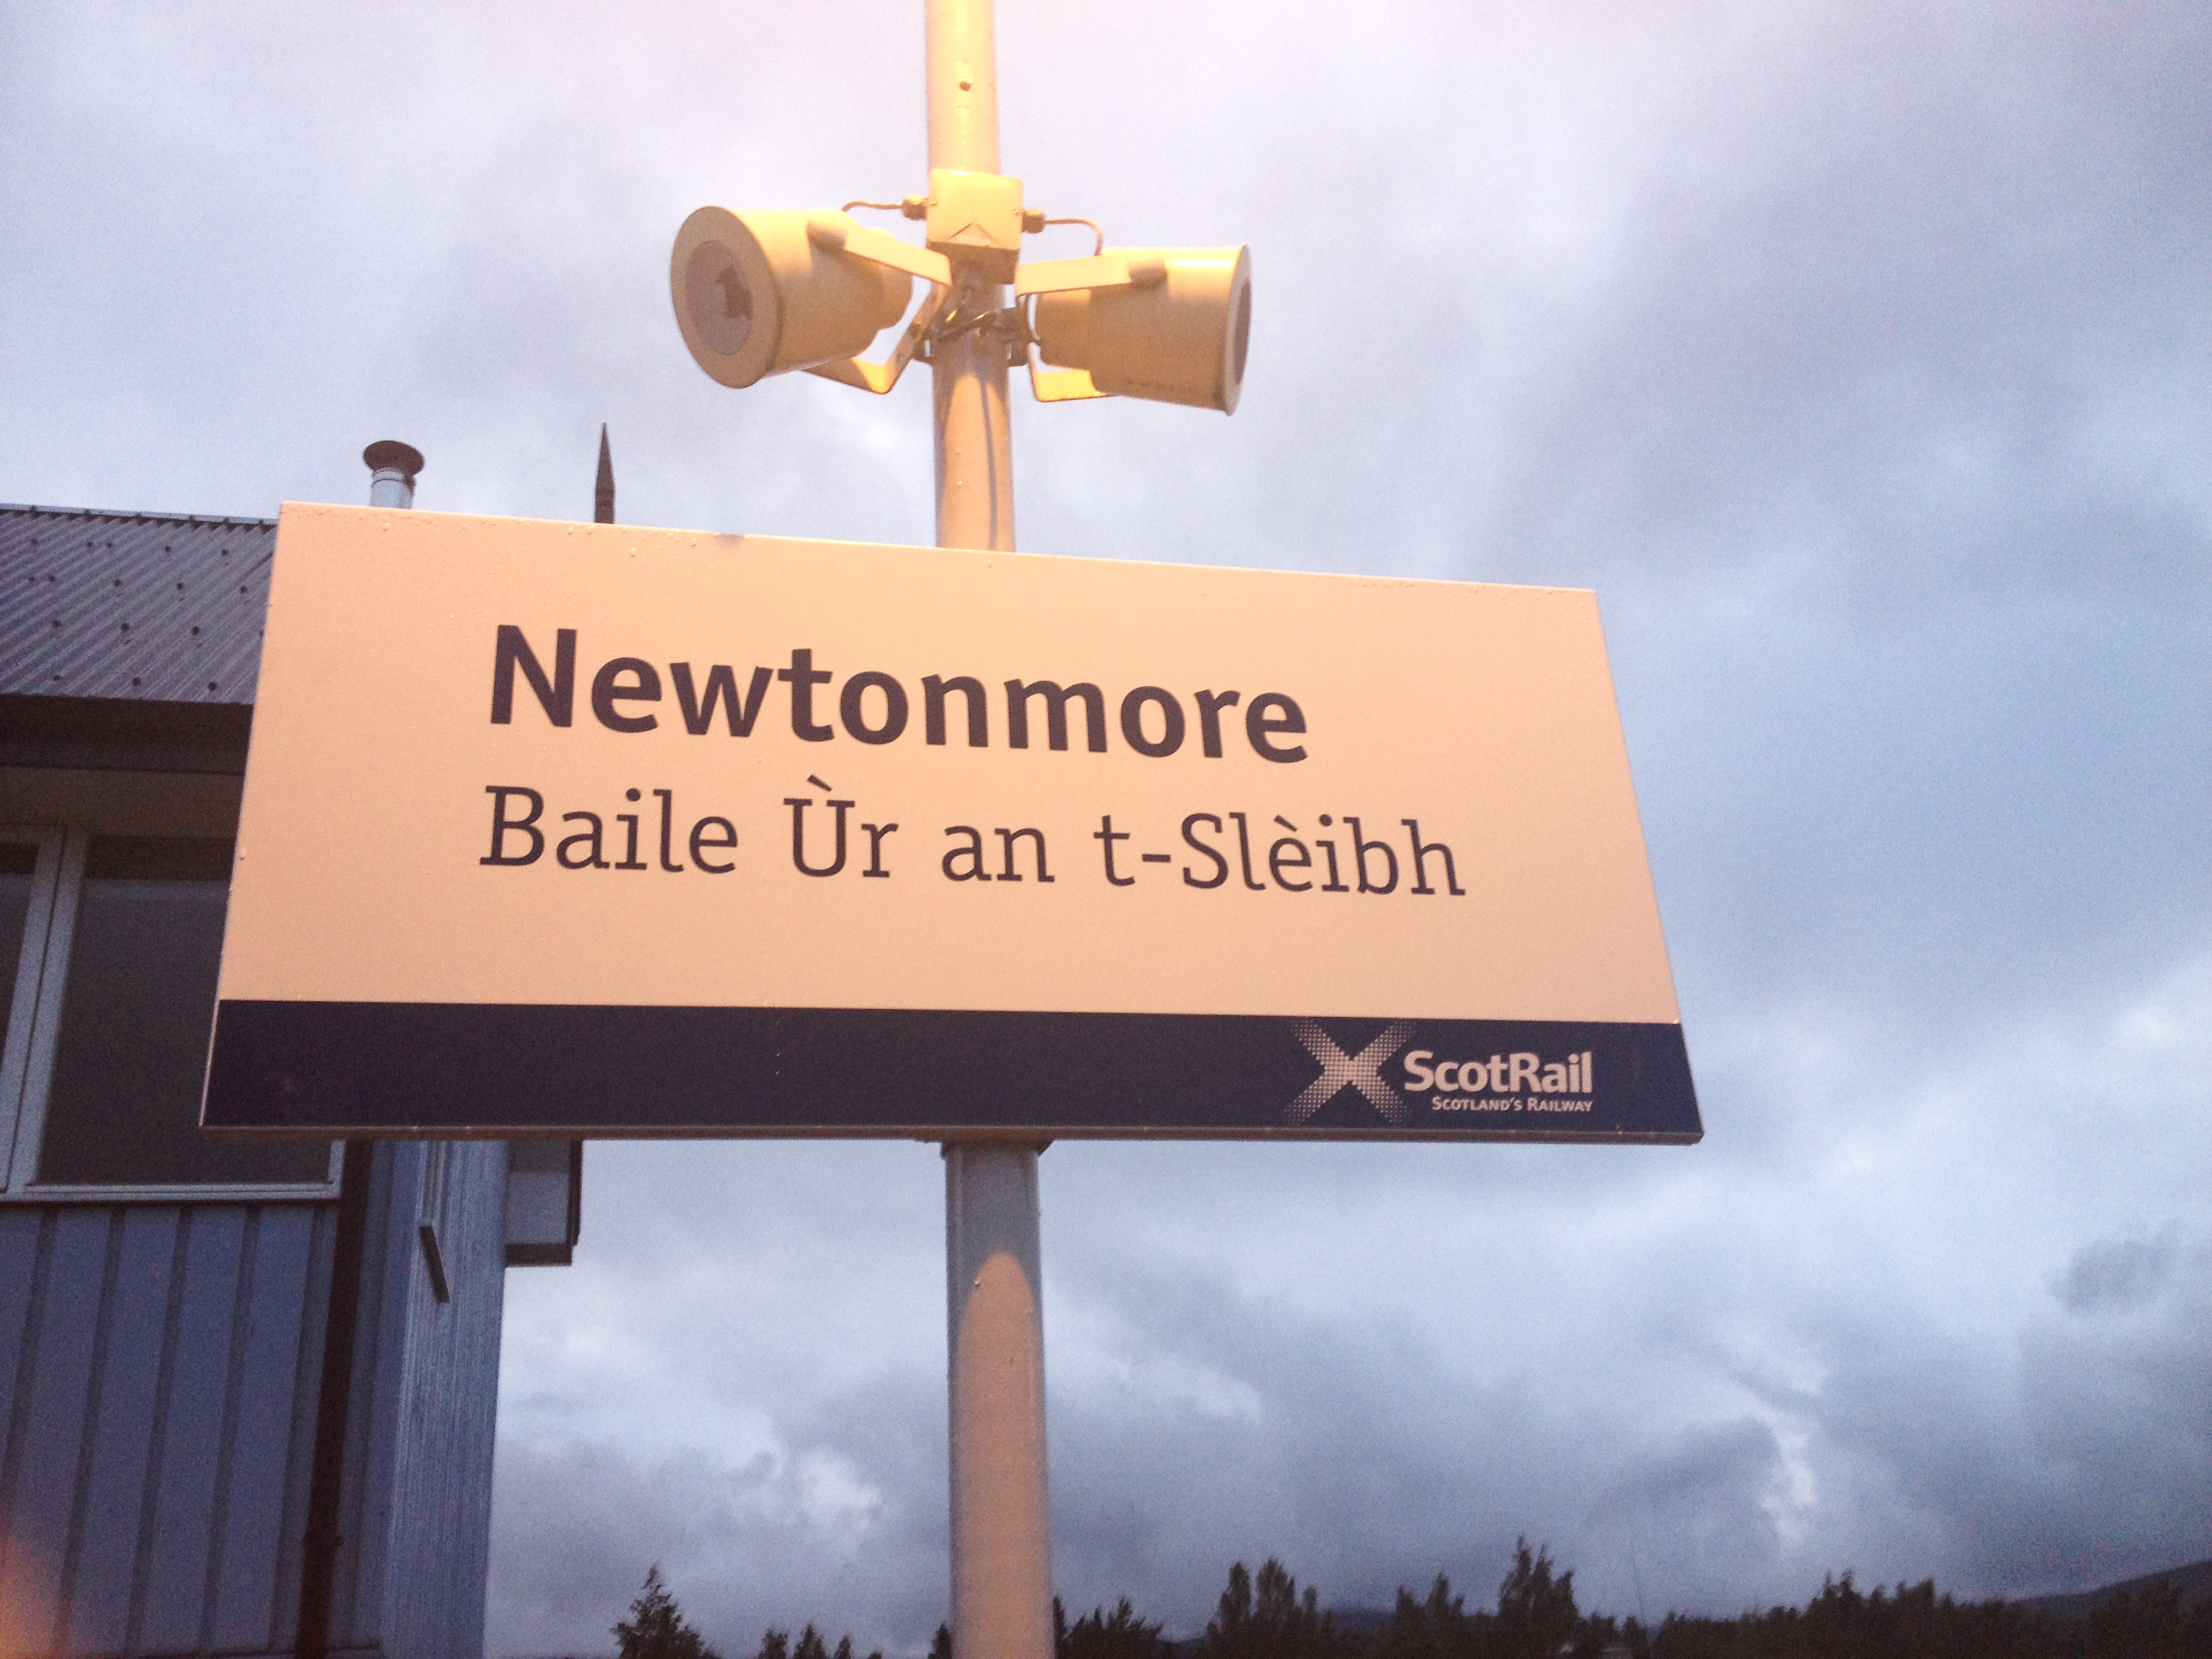 Newtonmore
Baile Ùr an t-Slèibh
ScotRail
SCOTLAND'S RAILWAY